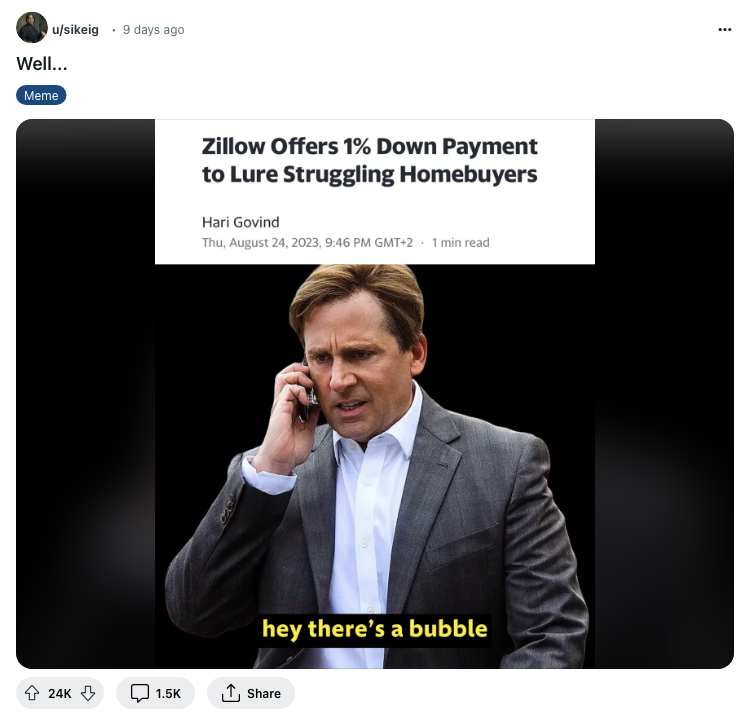 u/sikeig • 9 days ago
Well...
Meme
Zillow Offers 1% Down Payment
to Lure Struggling Homebuyers
Hari Govind
Thu, August 24, 2023, 9:46 PM GMT+2 · 1 min read
hey there's a bubble
24K 1.5K Share